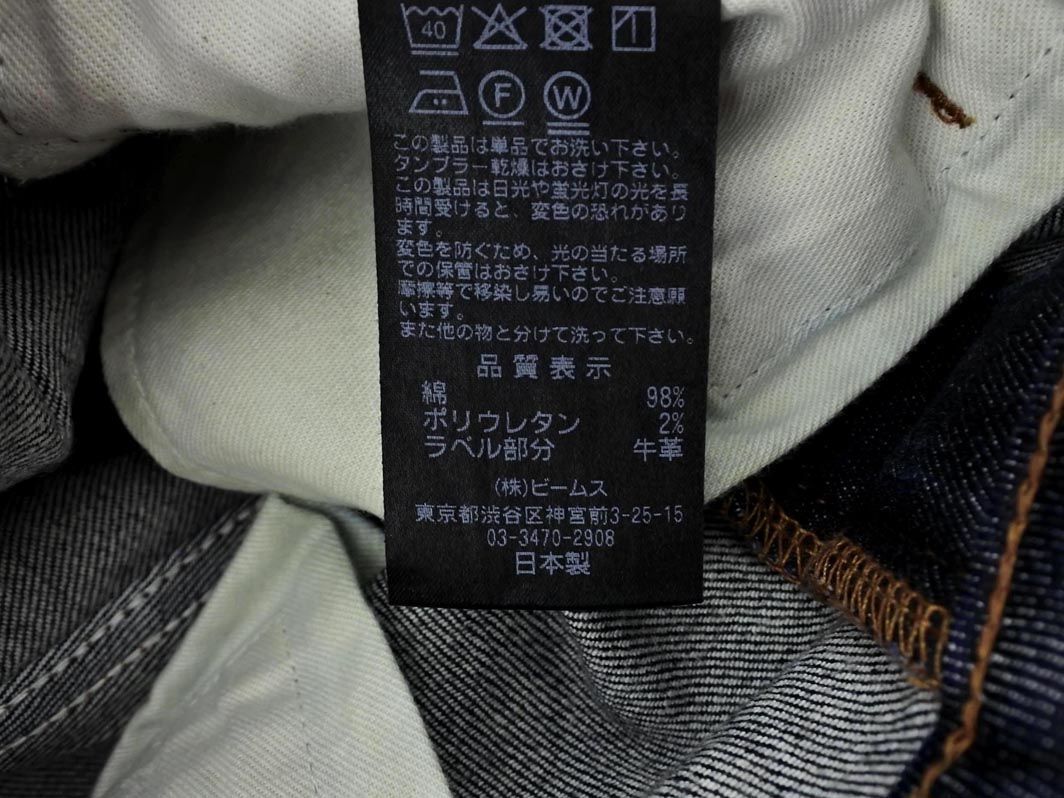 40
F W
この製品は単品でお洗い下さい。
タンブラー乾燥はおさけ下さい。
この製品は日光や蛍光灯の光を長
時間受けると、変色の恐れがあり
ます。
変色を防ぐため、光の当たる場所
での保管はおさけ下さい。
摩擦等で移染し易いのでご注意願
います。
また他の物と分けて洗って下さい。
品質表示
綿 98%
ポリウレタン 2%
ラベル部分 牛革
(株)ビームス
東京都渋谷区神宮前3-25-15
03-3470-2908
日本製